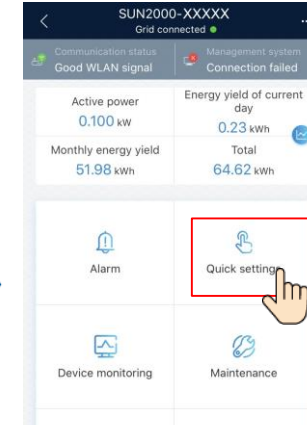 SUN2000-XXXXX
Grid connected
Communication status
Good WLAN signal
Management system
Connection failed
Active power
0.100 kW
Energy yield of current
day
0.23 kWh
Monthly energy yield
51.98 kWh
Total
64.62 kWh
Alarm
Quick settings
Device monitoring
Maintenance